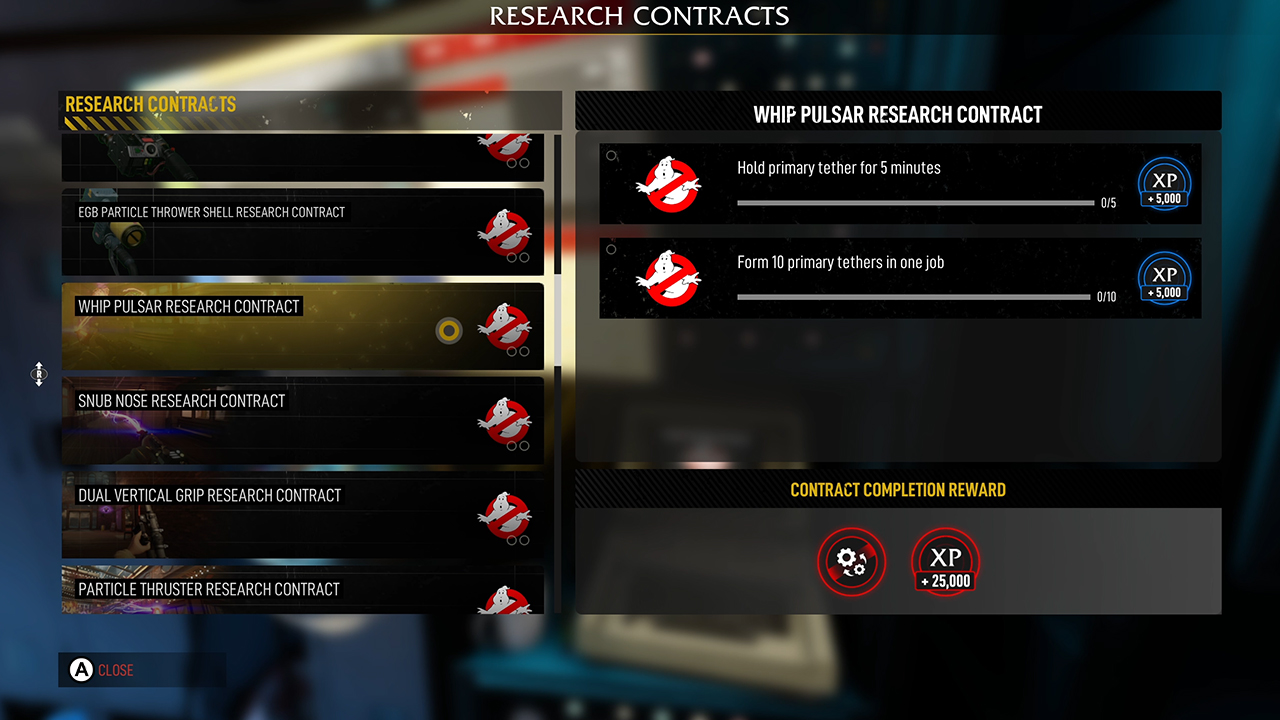 RESEARCH CONTRACTS
RESEARCH CONTRACTS
EGB PARTICLE THROWER SHELL RESEARCH CONTRACT
WHIP PULSAR RESEARCH CONTRACT
SNUB NOSE RESEARCH CONTRACT
DUAL VERTICAL GRIP RESEARCH CONTRACT
PARTICLE THRUSTER RESEARCH CONTRACT
R
A CLOSE
WHIP PULSAR RESEARCH CONTRACT
Hold primary tether for 5 minutes
0/5
XP
+ 5,000
Form 10 primary tethers in one job
0/10
XP
+ 5,000
CONTRACT COMPLETION REWARD
XP
+ 25,000